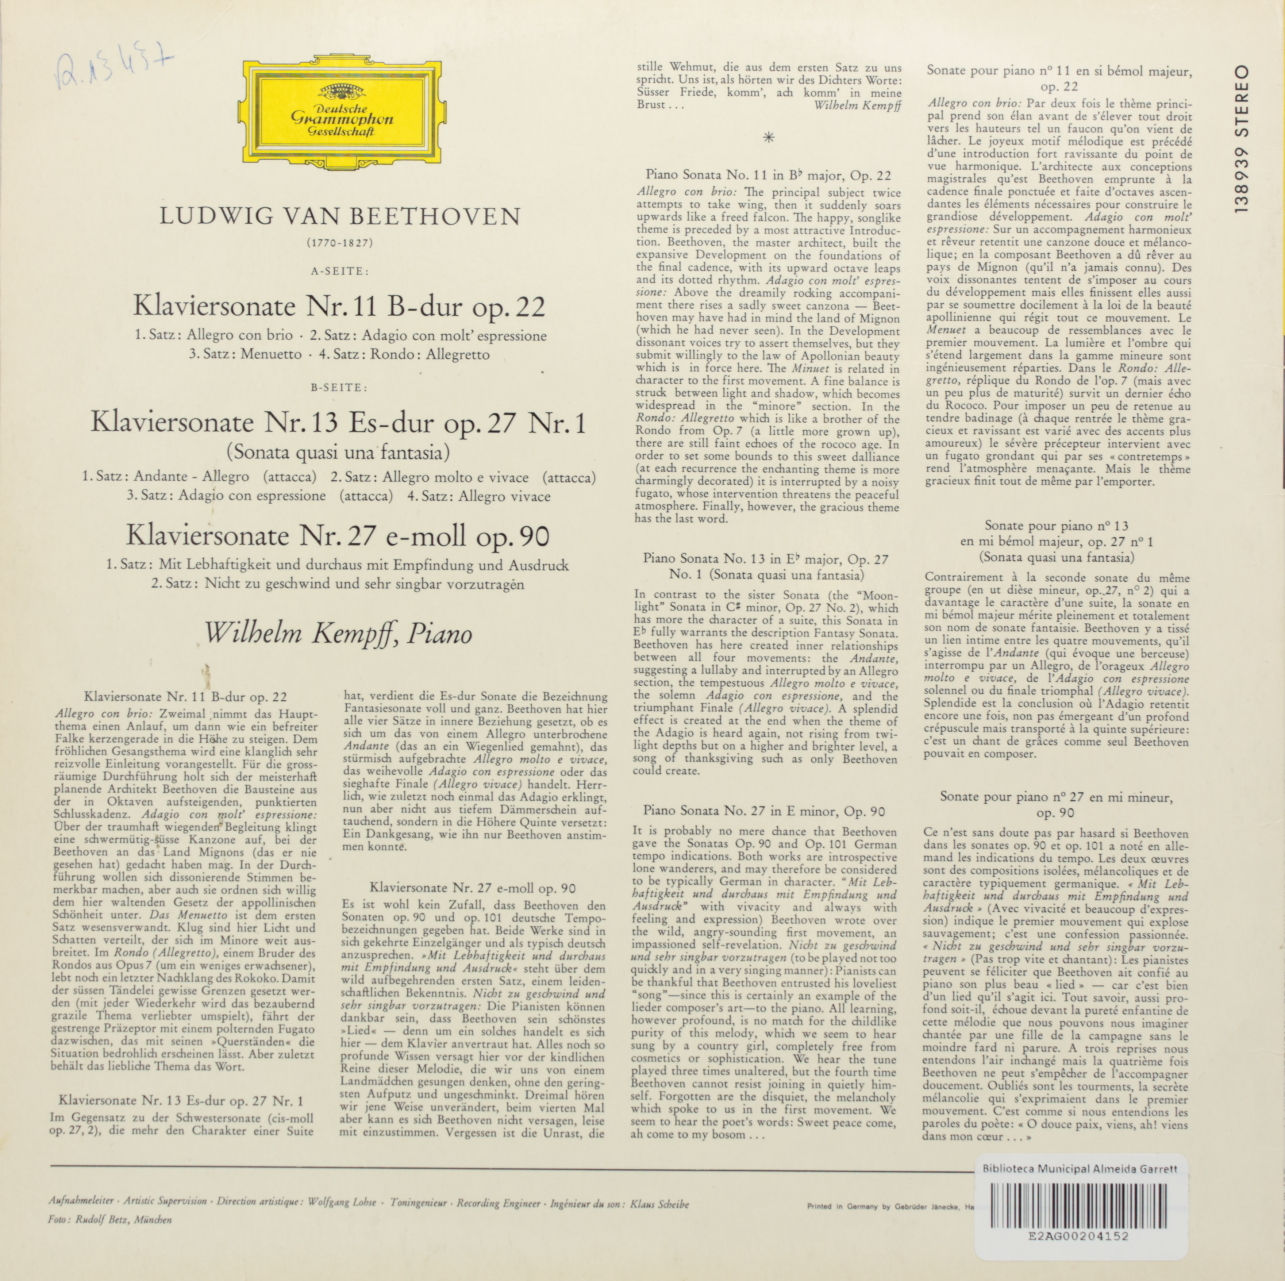 R.13437
Deutsche
Grammophon
Gesellschaft
LUDWIG VAN BEETHOVEN
(1770-1827)
A-SEITE:
Klaviersonate Nr. 11 B-dur op. 22
1. Satz: Allegro con brio · 2. Satz: Adagio con molt' espressione
3. Satz: Menuetto · 4. Satz: Rondo: Allegretto
B-SEITE:
Klaviersonate Nr. 13 Es-dur op. 27 Nr. 1
(Sonata quasi una fantasia)
1. Satz: Andante - Allegro (attacca) 2. Satz: Allegro molto e vivace (attacca)
3. Satz: Adagio con espressione (attacca) 4. Satz: Allegro vivace
Klaviersonate Nr. 27 e-moll op. 90
1. Satz: Mit Lebhaftigkeit und durchaus mit Empfindung und Ausdruck
2. Satz: Nicht zu geschwind und sehr singbar vorzutragen
Wilhelm Kempff, Piano
Klaviersonate Nr. 11 B-dur op. 22
Allegro con brio: Zweimal nimmt das Haupt-
thema einen Anlauf, um dann wie ein befreiter
Falke kerzengerade in die Höhe zu steigen. Dem
fröhlichen Gesangsthema wird eine klanglich sehr
reizvolle Einleitung vorangestellt. Für die gross-
räumige Durchführung holt sich der meisterhaft
planende Architekt Beethoven die Bausteine aus
der in Oktaven aufsteigenden, punktierten
Schlusskadenz. Adagio con molt' espressione:
Über der traumhaft wiegenden Begleitung klingt
eine schwermütig-süsse Kanzone auf, bei der
Beethoven an das Land Mignons (das er nie
gesehen hat) gedacht haben mag. In der Durch-
führung wollen sich dissonierende Stimmen be-
merkbar machen, aber auch sie ordnen sich willig
dem hier waltenden Gesetz der appollinischen
Schönheit unter. Das Menuetto ist dem ersten
Satz wesensverwandt. Klug sind hier Licht und
Schatten verteilt, der sich im Minore weit aus-
breitet. Im Rondo (Allegretto), einem Bruder des
Rondos aus Opus 7 (um ein weniges erwachsener),
lebt noch ein letzter Nachklang des Rokoko. Damit
der süssen Tändelei gewisse Grenzen gesetzt wer-
den (mit jeder Wiederkehr wird das bezaubernd
grazile Thema verliebter umspielt), fährt der
gestrenge Präzeptor mit einem polternden Fugato
dazwischen, das mit seinen »Querständen« die
Situation bedrohlich erscheinen lässt. Aber zuletzt
behält das liebliche Thema das Wort.
Klaviersonate Nr. 13 Es-dur op. 27 Nr. 1
Im Gegensatz zu der Schwestersonate (cis-moll
op. 27, 2), die mehr den Charakter einer Suite
hat, verdient die Es-dur Sonate die Bezeichnung
Fantasiesonate voll und ganz. Beethoven hat hier
alle vier Sätze in innere Beziehung gesetzt, ob es
sich um das von einem Allegro unterbrochene
Andante (das an ein Wiegenlied gemahnt), das
stürmisch aufgebrachte Allegro molto e vivace,
das weihevolle Adagio con espressione oder das
sieghafte Finale (Allegro vivace) handelt. Herr-
lich, wie zuletzt noch einmal das Adagio erklingt,
nun aber nicht aus tiefem Dämmerschein auf-
tauchend, sondern in die Höhere Quinte versetzt:
Ein Dankgesang, wie ihn nur Beethoven anstim-
men konnte.
Klaviersonate Nr. 27 e-moll op. 90
Es ist wohl kein Zufall, dass Beethoven den
Sonaten op. 90 und op. 101 deutsche Tempo-
bezeichnungen gegeben hat. Beide Werke sind in
sich gekehrte Einzelgänger und als typisch deutsch
anzusprechen. »Mit Lebhaftigkeit und durchaus
mit Empfindung und Ausdruck« steht über dem
wild aufbegehrenden ersten Satz, einem leiden-
schaftlichen Bekenntnis. Nicht zu geschwind und
sehr singbar vorzutragen: Die Pianisten können
dankbar sein, dass Beethoven sein schönstes
»Lied« — denn um ein solches handelt es sich
hier — dem Klavier anvertraut hat. Alles noch so
profunde Wissen versagt hier vor der kindlichen
Reine dieser Melodie, die wir uns von einem
Landmädchen gesungen denken, ohne den gering-
sten Aufputz und ungeschminkt. Dreimal hören
wir jene Weise unverändert, beim vierten Mal
aber kann es sich Beethoven nicht versagen, leise
mit einzustimmen. Vergessen ist die Unrast, die
stille Wehmut, die aus dem ersten Satz zu uns
spricht. Uns ist, als hörten wir des Dichters Worte:
Süsser Friede, komm', ach komm' in meine
Brust . . . Wilhelm Kempff
*
Piano Sonata No. 11 in B♭ major, Op. 22
Allegro con brio: The principal subject twice
attempts to take wing, then it suddenly soars
upwards like a freed falcon. The happy, songlike
theme is preceded by a most attractive Introduc-
tion. Beethoven, the master architect, built the
expansive Development on the foundations of
the final cadence, with its upward octave leaps
and its dotted rhythm. Adagio con molt' espres-
sione: Above the dreamily rocking accompani-
ment there rises a sadly sweet canzona — Beet-
hoven may have had in mind the land of Mignon
(which he had never seen). In the Development
dissonant voices try to assert themselves, but they
submit willingly to the law of Apollonian beauty
which is in force here. The Minuet is related in
character to the first movement. A fine balance is
struck between light and shadow, which becomes
widespread in the "minore" section. In the
Rondo: Allegretto which is like a brother of the
Rondo from Op. 7 (a little more grown up),
there are still faint echoes of the rococo age. In
order to set some bounds to this sweet dalliance
(at each recurrence the enchanting theme is more
charmingly decorated) it is interrupted by a noisy
fugato, whose intervention threatens the peaceful
atmosphere. Finally, however, the gracious theme
has the last word.
Piano Sonata No. 13 in E♭ major, Op. 27
No. 1 (Sonata quasi una fantasia)
In contrast to the sister Sonata (the "Moon-
light" Sonata in C♯ minor, Op. 27 No. 2), which
has more the character of a suite, this Sonata in
E♭ fully warrants the description Fantasy Sonata.
Beethoven has here created inner relationships
between all four movements: the Andante,
suggesting a lullaby and interrupted by an Allegro
section, the tempestuous Allegro molto e vivace,
the solemn Adagio con espressione, and the
triumphant Finale (Allegro vivace). A splendid
effect is created at the end when the theme of
the Adagio is heard again, not rising from twi-
light depths but on a higher and brighter level, a
song of thanksgiving such as only Beethoven
could create.
Piano Sonata No. 27 in E minor, Op. 90
It is probably no mere chance that Beethoven
gave the Sonatas Op. 90 and Op. 101 German
tempo indications. Both works are introspective
lone wanderers, and may therefore be considered
to be typically German in character. "Mit Leb-
haftigkeit und durchaus mit Empfindung und
Ausdruck" with vivacity and always with
feeling and expression) Beethoven wrote over
the wild, angry-sounding first movement, an
impassioned self-revelation. Nicht zu geschwind
und sehr singbar vorzutragen (to be played not too
quickly and in a very singing manner): Pianists can
be thankful that Beethoven entrusted his loveliest
"song"—since this is certainly an example of the
lieder composer's art—to the piano. All learning,
however profound, is no match for the childlike
purity of this melody, which we seem to hear
sung by a country girl, completely free from
cosmetics or sophistication. We hear the tune
played three times unaltered, but the fourth time
Beethoven cannot resist joining in quietly him-
self. Forgotten are the disquiet, the melancholy
which spoke to us in the first movement. We
seem to hear the poet's words: Sweet peace come,
ah come to my bosom . . .
Sonate pour piano n° 11 en si bémol majeur,
op. 22
Allegro con brio: Par deux fois le thème princi-
pal prend son élan avant de s'élever tout droit
vers les hauteurs tel un faucon qu'on vient de
lâcher. Le joyeux motif mélodique est précédé
d'une introduction fort ravissante du point de
vue harmonique. L'architecte aux conceptions
magistrales qu'est Beethoven emprunte à la
cadence finale ponctuée et faite d'octaves ascen-
dantes les éléments nécessaires pour construire le
grandiose développement. Adagio con molt'
espressione: Sur un accompagnement harmonieux
et rêveur retentit une canzone douce et mélanco-
lique; en la composant Beethoven a dû rêver au
pays de Mignon (qu'il n'a jamais connu). Des
voix dissonantes tentent de s'imposer au cours
du développement mais elles finissent elles aussi
par se soumettre docilement à la loi de la beauté
apollinienne qui régit tout ce mouvement. Le
Menuet a beaucoup de ressemblances avec le
premier mouvement. La lumière et l'ombre qui
s'étend largement dans la gamme mineure sont
ingénieusement réparties. Dans le Rondo: Alle-
gretto, réplique du Rondo de l'op. 7 (mais avec
un peu plus de maturité) survit un dernier écho
du Rococo. Pour imposer un peu de retenue au
tendre badinage (à chaque rentrée le thème gra-
cieux et ravissant est varié avec des accents plus
amoureux) le sévère précepteur intervient avec
un fugato grondant qui par ses « contretemps »
rend l'atmosphère menaçante. Mais le thème
gracieux finit tout de même par l'emporter.
Sonate pour piano n° 13
en mi bémol majeur, op. 27 n° 1
(Sonata quasi una fantasia)
Contrairement à la seconde sonate du même
groupe (en ut dièse mineur, op. 27, n° 2) qui a
davantage le caractère d'une suite, la sonate en
mi bémol majeur mérite pleinement et totalement
son nom de sonate fantaisie. Beethoven y a tissé
un lien intime entre les quatre mouvements, qu'il
s'agisse de l'Andante (qui évoque une berceuse)
interrompu par un Allegro, de l'orageux Allegro
molto e vivace, de l'Adagio con espressione
solennel ou du finale triomphal (Allegro vivace).
Splendide est la conclusion où l'Adagio retentit
encore une fois, non pas émergeant d'un profond
crépuscule mais transporté à la quinte supérieure:
c'est un chant de grâces comme seul Beethoven
pouvait en composer.
Sonate pour piano n° 27 en mi mineur,
op. 90
Ce n'est sans doute pas par hasard si Beethoven
dans les sonates op. 90 et op. 101 a noté en alle-
mand les indications du tempo. Les deux œuvres
sont des compositions isolées, mélancoliques et de
caractère typiquement germanique. « Mit Leb-
haftigkeit und durchaus mit Empfindung und
Ausdruck » (Avec vivacité et beaucoup d'expres-
sion) indique le premier mouvement qui explose
sauvagement; c'est une confession passionnée.
« Nicht zu geschwind und sehr singbar vorzu-
tragen » (Pas trop vite et chantant): Les pianistes
peuvent se féliciter que Beethoven ait confié au
piano son plus beau « lied » — car c'est bien
d'un lied qu'il s'agit ici. Tout savoir, aussi pro-
fond soit-il, échoue devant la pureté enfantine de
cette mélodie que nous pouvons nous imaginer
chantée par une fille de la campagne sans le
moindre fard ni parure. A trois reprises nous
entendons l'air inchangé mais la quatrième fois
Beethoven ne peut s'empêcher de l'accompagner
doucement. Oubliés sont les tourments, la secrète
mélancolie qui s'exprimaient dans le premier
mouvement. C'est comme si nous entendions les
paroles du poète: « O douce paix, viens, ah! viens
dans mon cœur . . . »
138939 STEREO
Aufnahmeleiter · Artistic Supervision · Direction artistique: Wolfgang Lohse · Toningenieur · Recording Engineer · Ingénieur du son: Klaus Scheibe
Foto: Rudolf Betz, München
Printed in Germany by Gebrüder Jänecke, Ha
Biblioteca Municipal Almeida Garrett
E2AG00204152